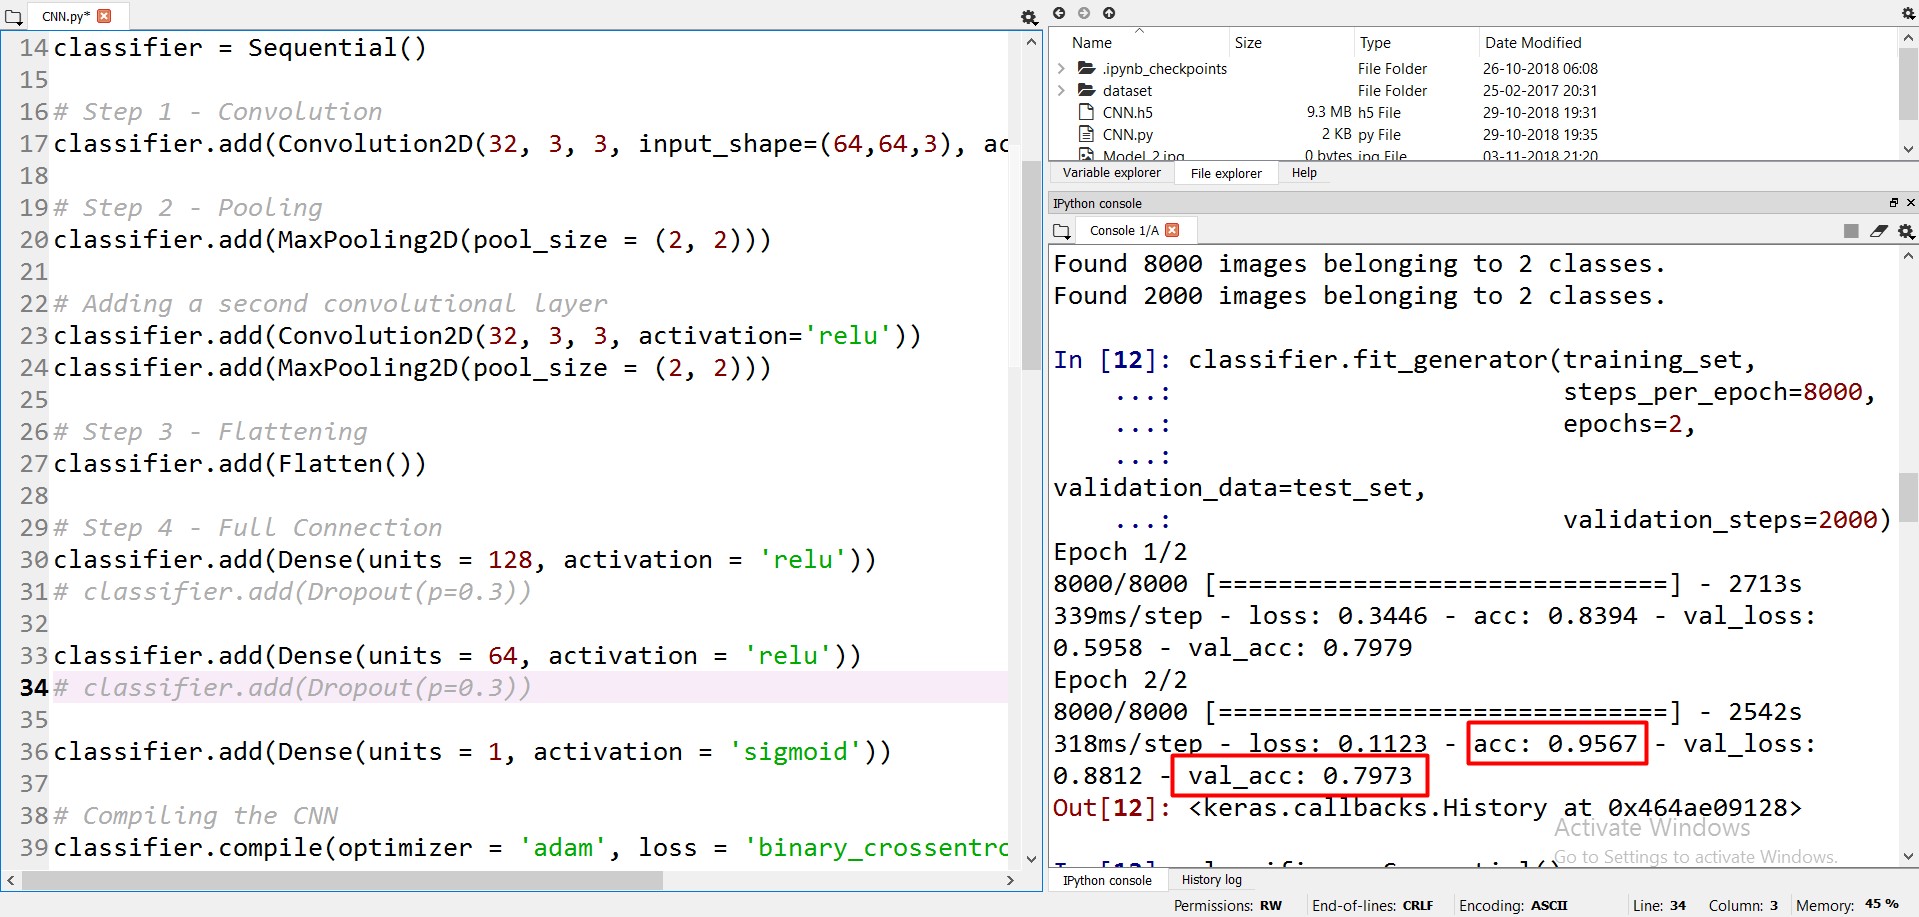 CNN.py*
14 classifier = Sequential()
15
16 # Step 1 - Convolution
17 classifier.add(Convolution2D(32, 3, 3, input_shape=(64,64,3), ac
18
19 # Step 2 - Pooling
20 classifier.add(MaxPooling2D(pool_size = (2, 2)))
21
22 # Adding a second convolutional layer
23 classifier.add(Convolution2D(32, 3, 3, activation='relu'))
24 classifier.add(MaxPooling2D(pool_size = (2, 2)))
25
26 # Step 3 - Flattening
27 classifier.add(Flatten())
28
29 # Step 4 - Full Connection
30 classifier.add(Dense(units = 128, activation = 'relu'))
31 # classifier.add(Dropout(p=0.3))
32
33 classifier.add(Dense(units = 64, activation = 'relu'))
34 # classifier.add(Dropout(p=0.3))
35
36 classifier.add(Dense(units = 1, activation = 'sigmoid'))
37
38 # Compiling the CNN
39 classifier.compile(optimizer = 'adam', loss = 'binary_crossentro
Name Size Type Date Modified
.ipynb_checkpoints File Folder 26-10-2018 06:08
dataset File Folder 25-02-2017 20:31
CNN.h5 9.3 MB h5 File 29-10-2018 19:31
CNN.py 2 KB py File 29-10-2018 19:35
Model_2.jpg 0 bytes jpg File 03-11-2018 21:20
Variable explorer File explorer Help
IPython console
Console 1/A
Found 8000 images belonging to 2 classes.
Found 2000 images belonging to 2 classes.
In [12]: classifier.fit_generator(training_set,
...: steps_per_epoch=8000,
...: epochs=2,
...:
validation_data=test_set,
...: validation_steps=2000)
Epoch 1/2
8000/8000 [==============================] - 2713s
339ms/step - loss: 0.3446 - acc: 0.8394 - val_loss:
0.5958 - val_acc: 0.7979
Epoch 2/2
8000/8000 [==============================] - 2542s
318ms/step - loss: 0.1123 - acc: 0.9567 - val_loss:
0.8812 - val_acc: 0.7973
Out[12]: <keras.callbacks.History at 0x464ae09128>
Activate Windows
Go to Settings to activate Windows.
IPython console History log
Permissions: RW End-of-lines: CRLF Encoding: ASCII Line: 34 Column: 3 Memory: 45 %